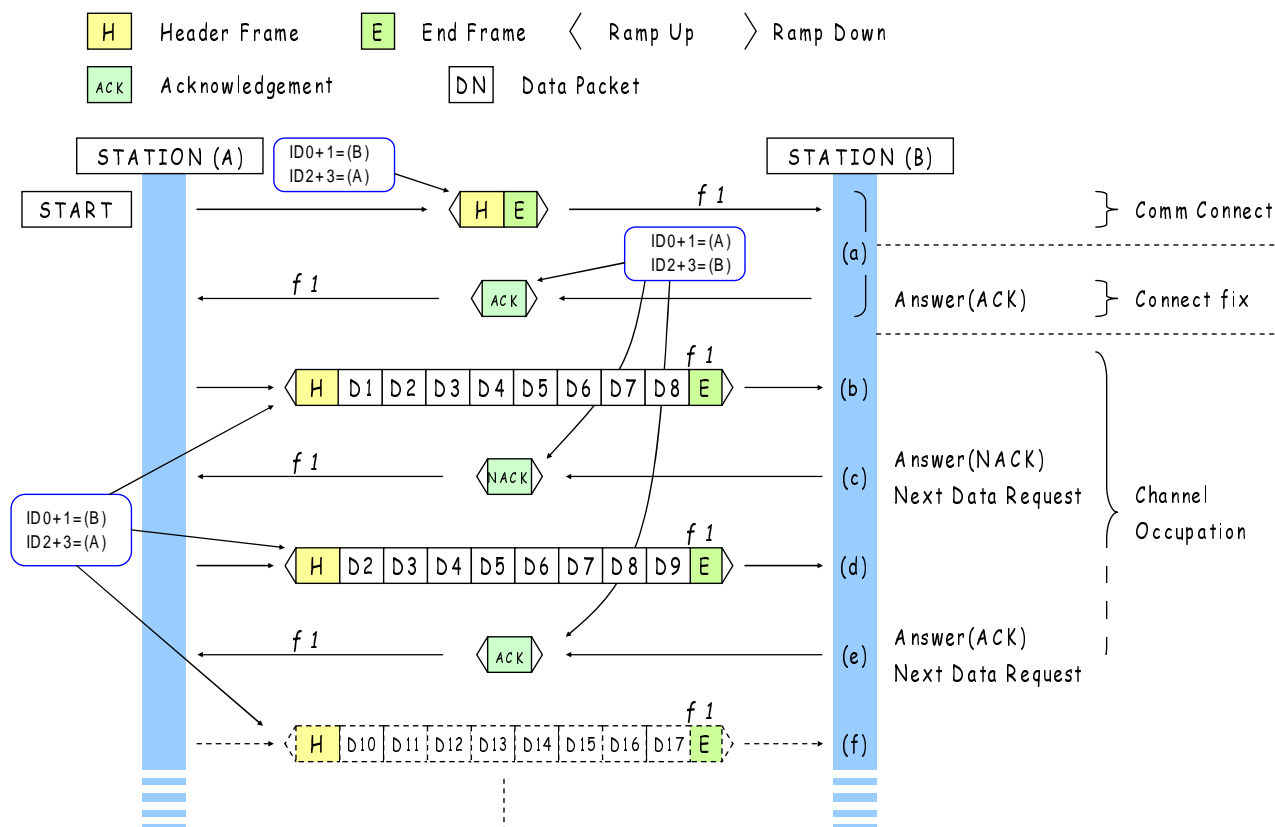 H Header Frame E End Frame Ramp Up Ramp Down
ACK Acknowledgement DN Data Packet
STATION (A)
ID0+1=(B)
ID2+3=(A)
STATION (B)
START
H E
f 1
Comm Connect
ID0+1=(A)
ID2+3=(B)
(a)
f 1
ACK
Answer(ACK)
Connect fix
f 1
H D1 D2 D3 D4 D5 D6 D7 D8 E
(b)
f 1
NACK
(c)
Answer(NACK)
Next Data Request
Channel
Occupation
ID0+1=(B)
ID2+3=(A)
f 1
H D2 D3 D4 D5 D6 D7 D8 D9 E
(d)
f 1
ACK
(e)
Answer(ACK)
Next Data Request
f 1
H D10 D11 D12 D13 D14 D15 D16 D17 E
(f)